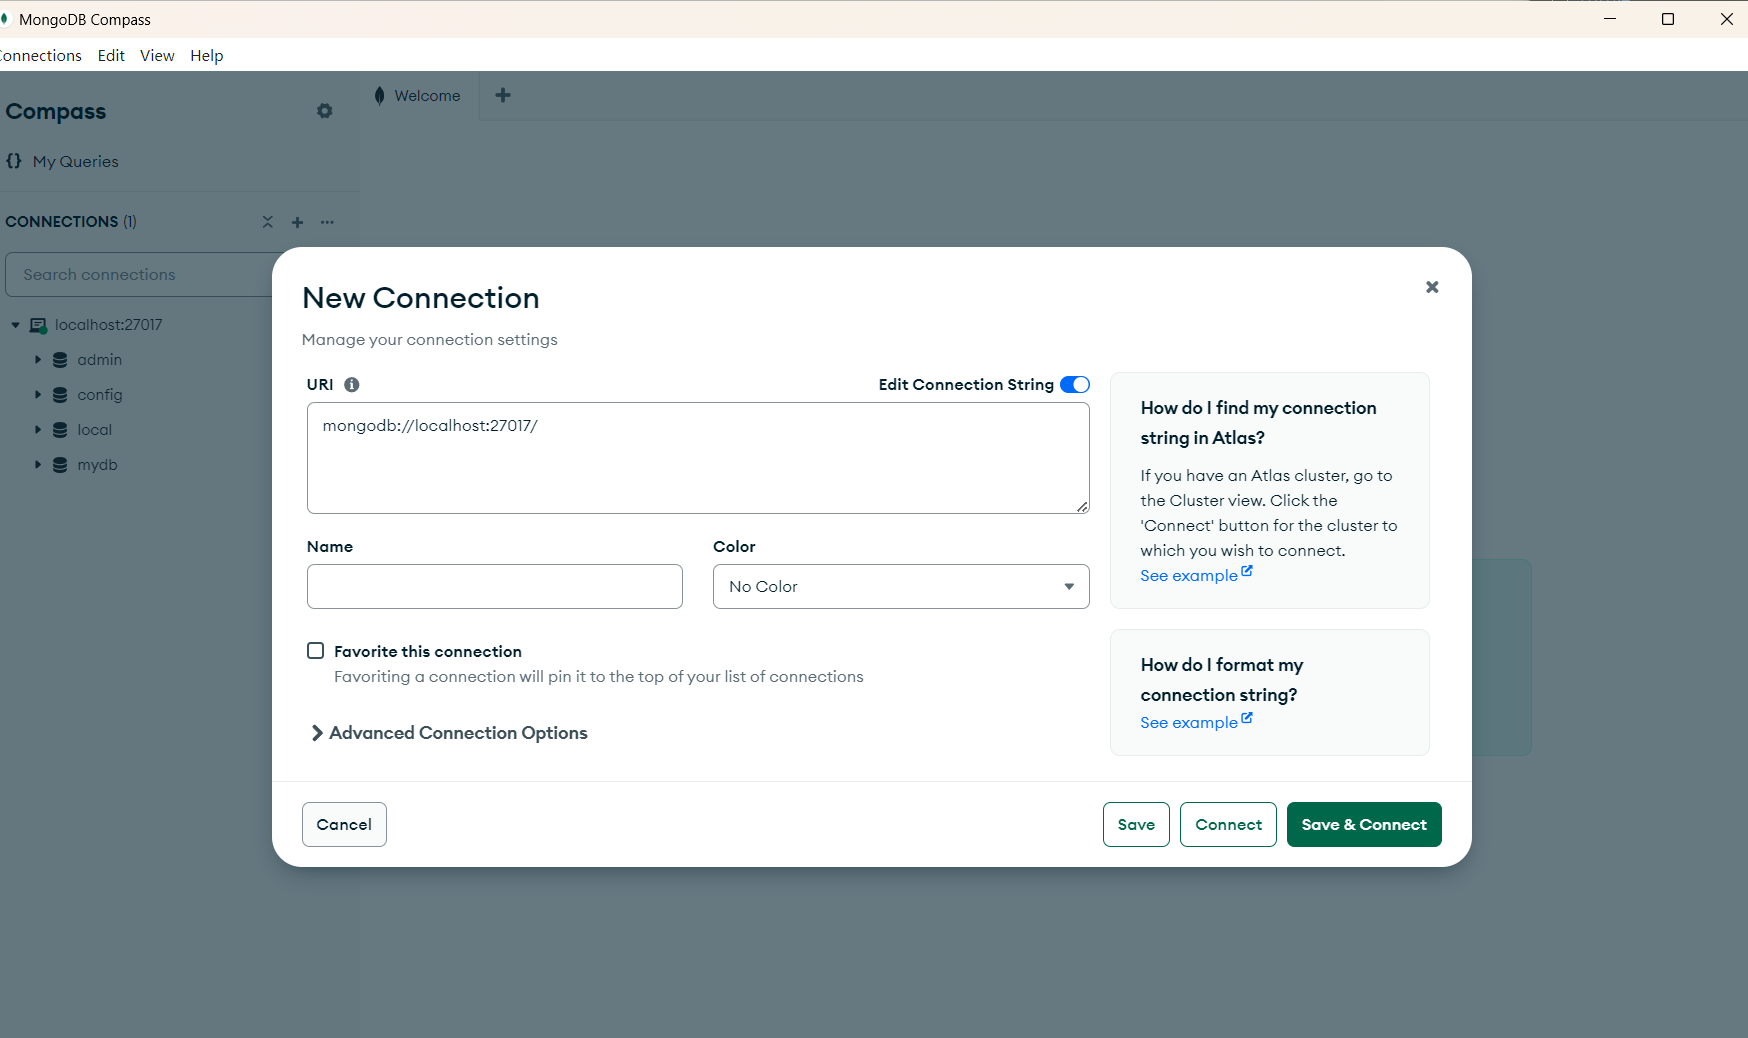 MongoDB Compass
onnections Edit View Help
Compass
Welcome
My Queries
CONNECTIONS (1)
Search connections
localhost:27017
admin
config
local
mydb
New Connection
Manage your connection settings
URI
Edit Connection String
mongodb://localhost:27017/
Name
Color
No Color
Favorite this connection
Favoriting a connection will pin it to the top of your list of connections
Advanced Connection Options
How do I find my connection
string in Atlas?
If you have an Atlas cluster, go to
the Cluster view. Click the
'Connect' button for the cluster to
which you wish to connect.
See example
How do I format my
connection string?
See example
Cancel
Save
Connect
Save & Connect